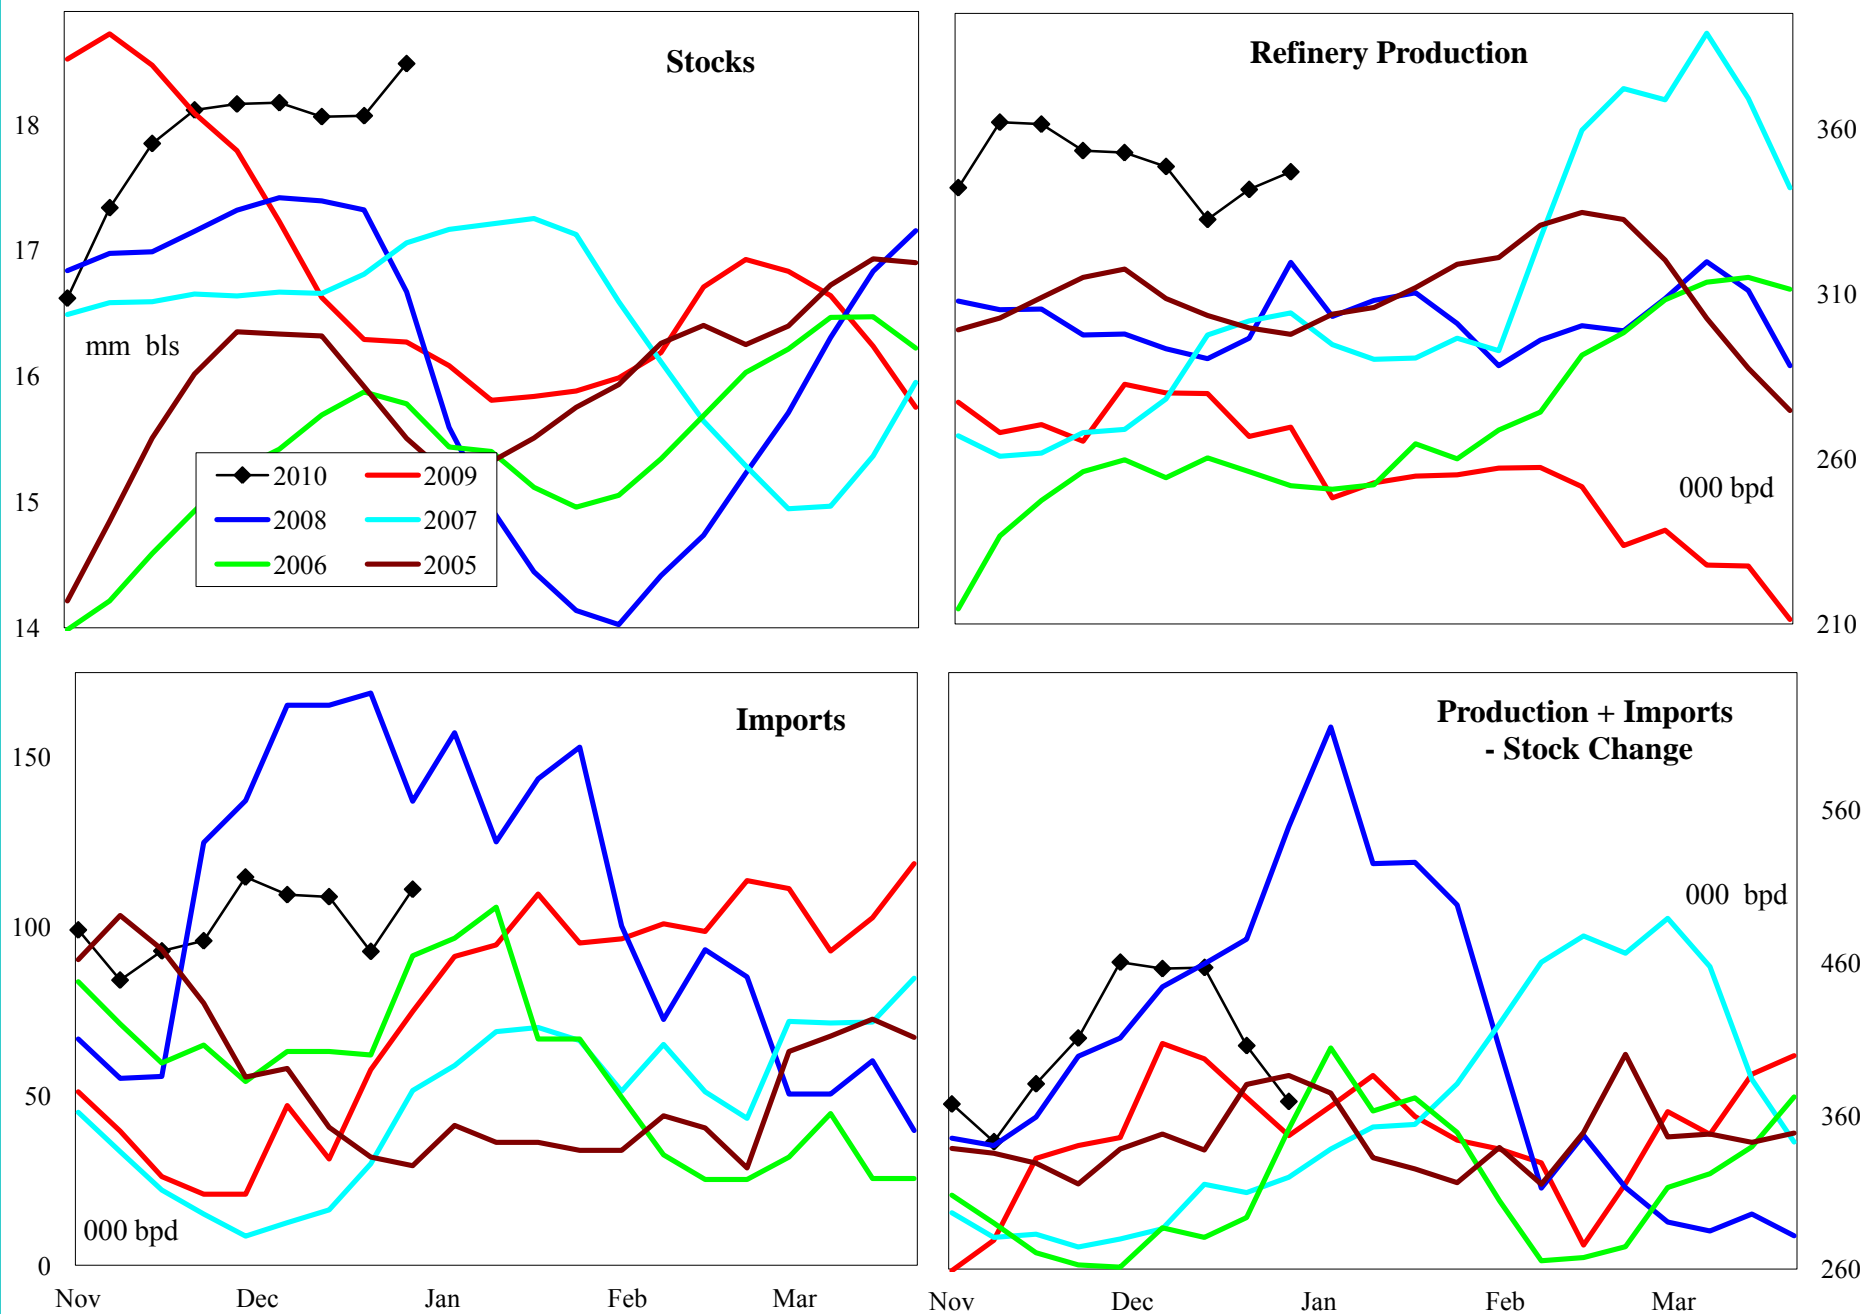 Stocks
18
17
16
15
14
mm bls
2010 2009
2008 2007
2006 2005
Refinery Production
360
310
260
210
000 bpd
Imports
150
100
50
0
000 bpd
Nov Dec Jan Feb Mar
Production + Imports
- Stock Change
560
460
360
260
000 bpd
Nov Dec Jan Feb Mar